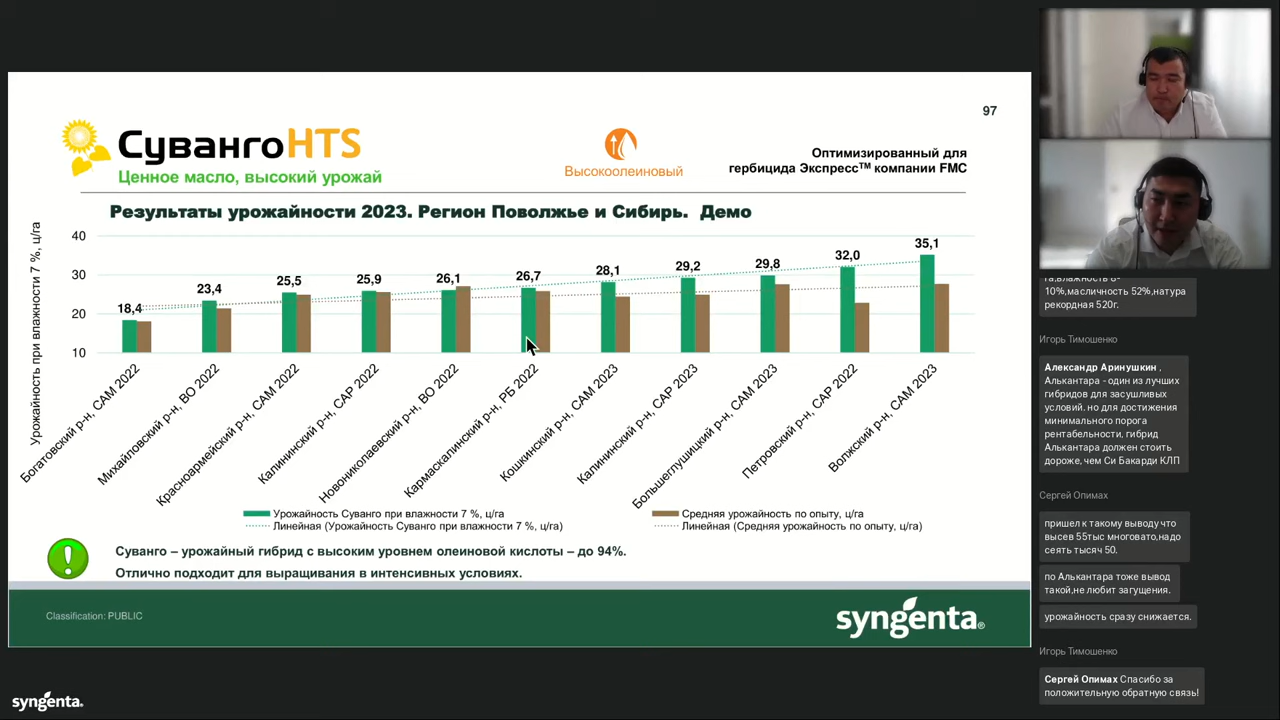 97
СувангоHTS
Ценное масло, высокий урожай
Высокоолеиновый
Оптимизированный для
гербицида Экспресс™ компании FMC
Результаты урожайности 2023. Регион Поволжье и Сибирь. Демо
Урожайность при влажности 7 %, ц/га
40
30
20
10
18,4
23,4
25,5
25,9
26,1
26,7
28,1
29,2
29,8
32,0
35,1
Богатовский р-н, САМ 2022
Михайловский р-н, ВО 2022
Красноармейский р-н, САМ 2022
Калининский р-н, САР 2022
Новониколаевский р-н, ВО 2022
Кармаскалинский р-н, РБ 2022
Кошкинский р-н, САМ 2023
Калининский р-н, САР 2023
Большеглушицкий р-н, САМ 2023
Петровский р-н, САР 2022
Волжский р-н, САМ 2023
Урожайность Суванго при влажности 7 %, ц/га
Средняя урожайность по опыту, ц/га
Линейная (Урожайность Суванго при влажности 7 %, ц/га)
Линейная (Средняя урожайность по опыту, ц/га)
Суванго – урожайный гибрид с высоким уровнем олеиновой кислоты – до 94%.
Отлично подходит для выращивания в интенсивных условиях.
Classification: PUBLIC
syngenta®
syngenta.
10%,масличность 52%,натура
рекордная 520г.
Игорь Тимошенко
Александр Аринушкин ,
Алькантара - один из лучших
гибридов для засушливых
условий. но для достижения
минимального порога
рентабельности, гибрид
Алькантара должен стоить
дороже, чем Си Бакарди КЛП
Сергей Опимах
пришел к такому выводу что
высев 55тыс многовато,надо
сеять тысяч 50.
по Алькантара тоже вывод
такой,не любит загущения.
урожайность сразу снижается.
Игорь Тимошенко
Сергей Опимах Спасибо за
положительную обратную связь!